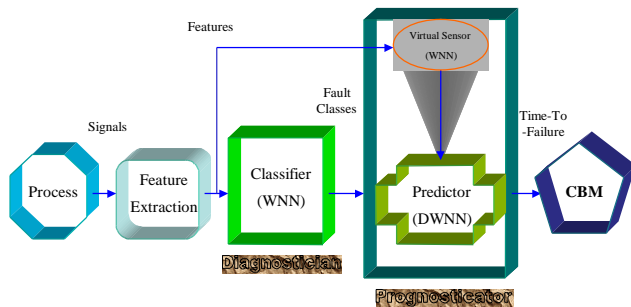 Features
Virtual Sensor
(WNN)
Fault
Classes
Time-To
-Failure
Signals
Process
Feature
Extraction
Classifier
(WNN)
Predictor
(DWNN)
CBM
Diagnostician
Prognosticator